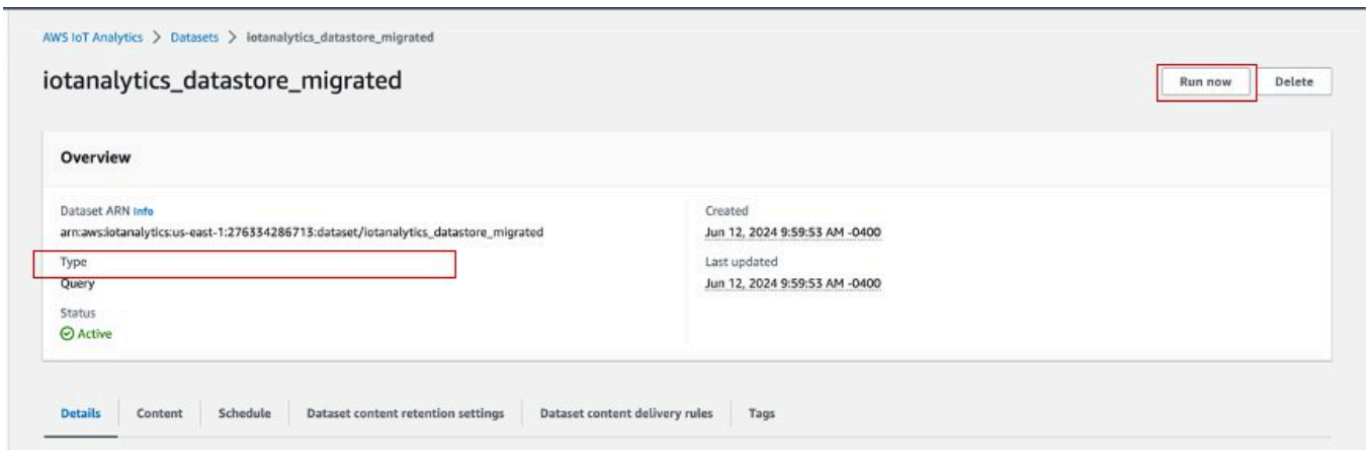 AWS IoT Analytics > Datasets > iotanalytics_datastore_migrated
iotanalytics_datastore_migrated
Run now Delete
Overview
Dataset ARN Info
arn:aws:iotanalytics:us-east-1:276334286713:dataset/iotanalytics_datastore_migrated
Type
Query
Status
Active
Created
Jun 12, 2024 9:59:53 AM -0400
Last updated
Jun 12, 2024 9:59:53 AM -0400
Details Content Schedule Dataset content retention settings Dataset content delivery rules Tags